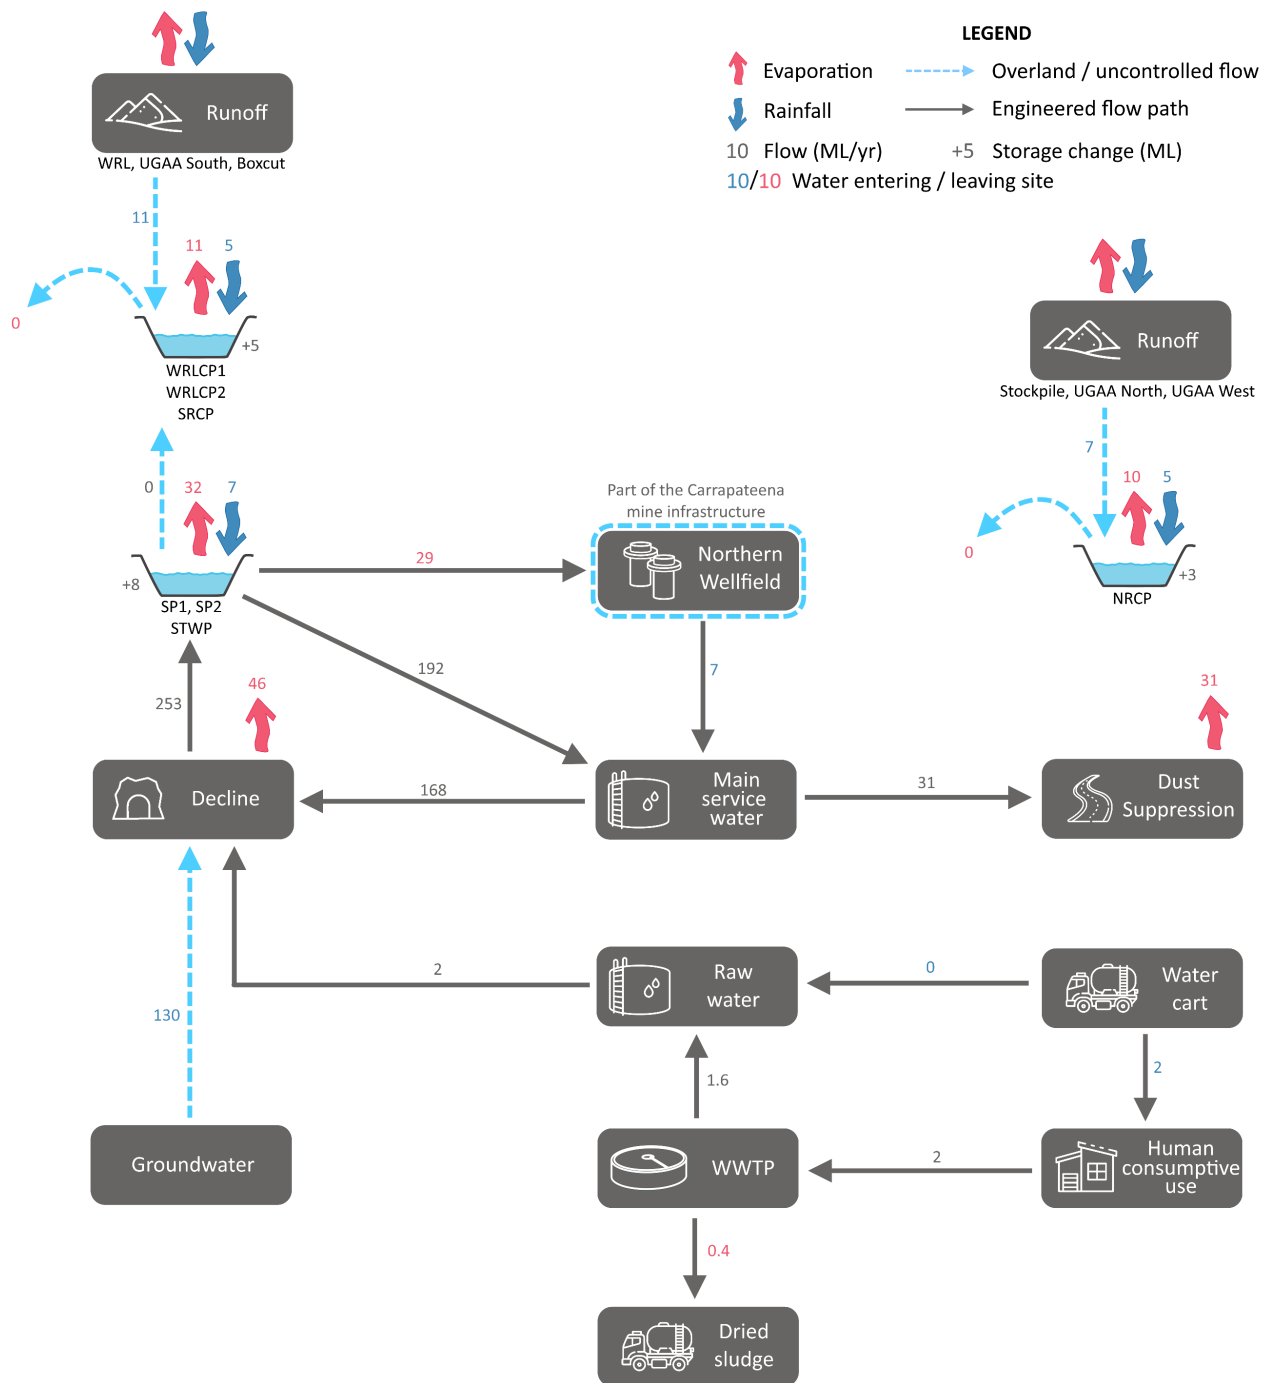 LEGEND
Evaporation
Overland / uncontrolled flow
Rainfall
Engineered flow path
10 Flow (ML/yr)
+5 Storage change (ML)
10/10 Water entering / leaving site
Runoff
WRL, UGAA South, Boxcut
11
11
5
0
+5
WRLCP1
WRLCP2
SRCP
Runoff
Stockpile, UGAA North, UGAA West
7
10
5
0
+3
NRCP
0
32
7
+8
SP1, SP2
STWP
29
Part of the Carrapateena
mine infrastructure
Northern
Wellfield
192
7
253
46
31
Decline
168
Main
service
water
31
Dust
Suppression
130
2
Raw
water
0
Water
cart
1.6
2
Groundwater
WWTP
2
Human
consumptive
use
0.4
Dried
sludge